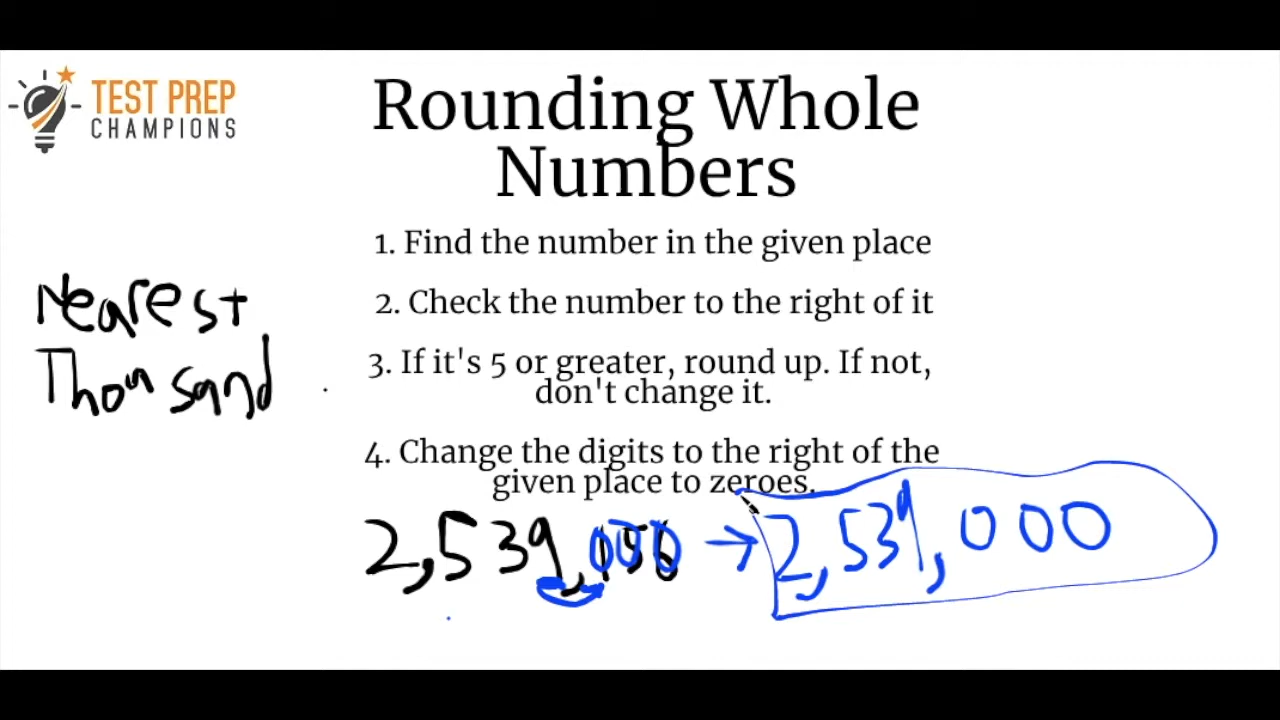 TEST PREP
CHAMPIONS
Rounding Whole
Numbers
1. Find the number in the given place
2. Check the number to the right of it
3. If it's 5 or greater, round up. If not,
don't change it.
4. Change the digits to the right of the
given place to zeroes.
Nearest
Thousand
2,539,000 → 2,539,000